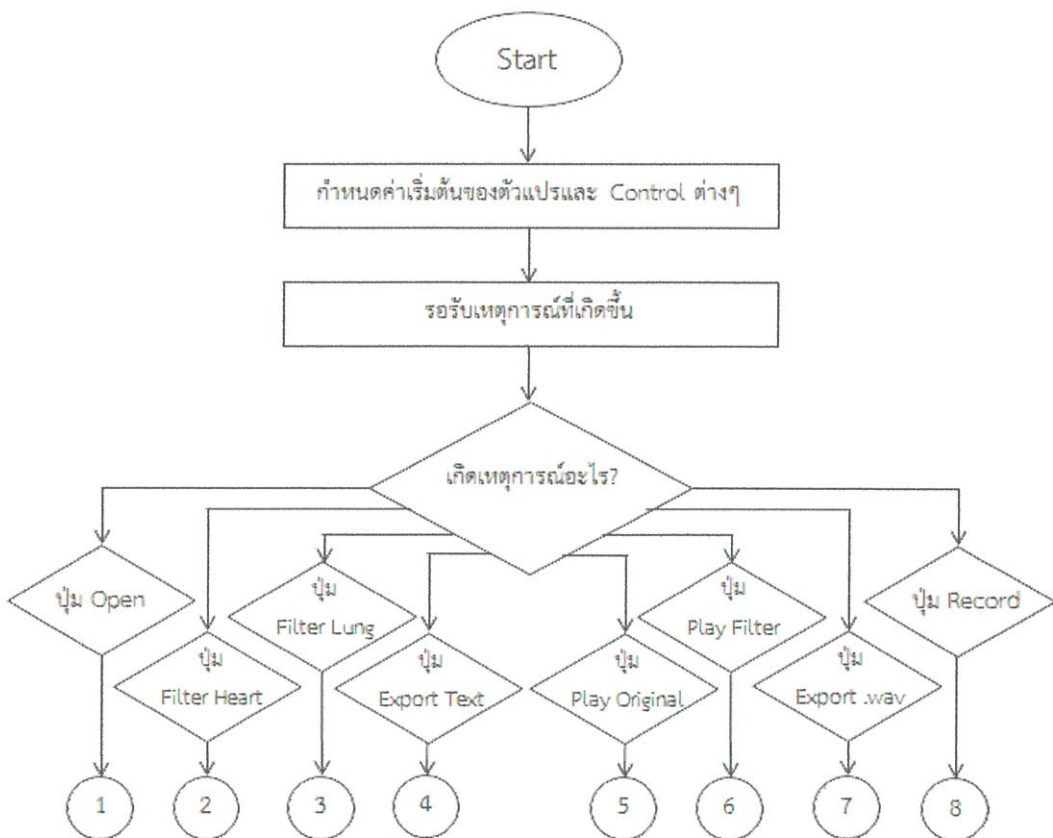 Start
กำหนดค่าเริ่มต้นของตัวแปรและ Control ต่างๆ
รอรับเหตุการณ์ที่เกิดขึ้น
เกิดเหตุการณ์อะไร?
ปุ่ม Open
ปุ่ม
Filter Heart
ปุ่ม
Filter Lung
ปุ่ม
Export Text
ปุ่ม
Play Original
ปุ่ม
Play Filter
ปุ่ม
Export .wav
ปุ่ม Record
1
2
3
4
5
6
7
8